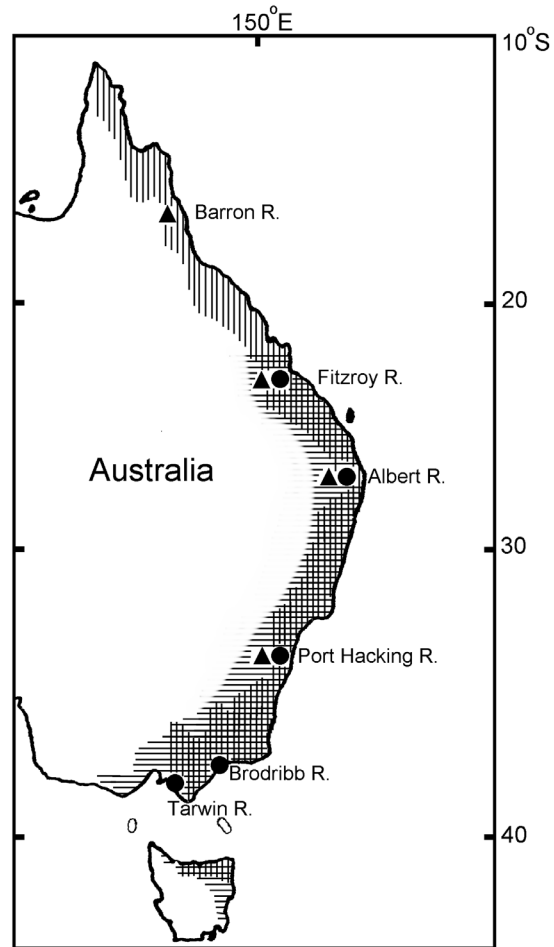 150°E
10°S
Barron R.
20
Fitzroy R.
Australia
Albert R.
30
Port Hacking R.
Brodribb R.
Tarwin R.
40